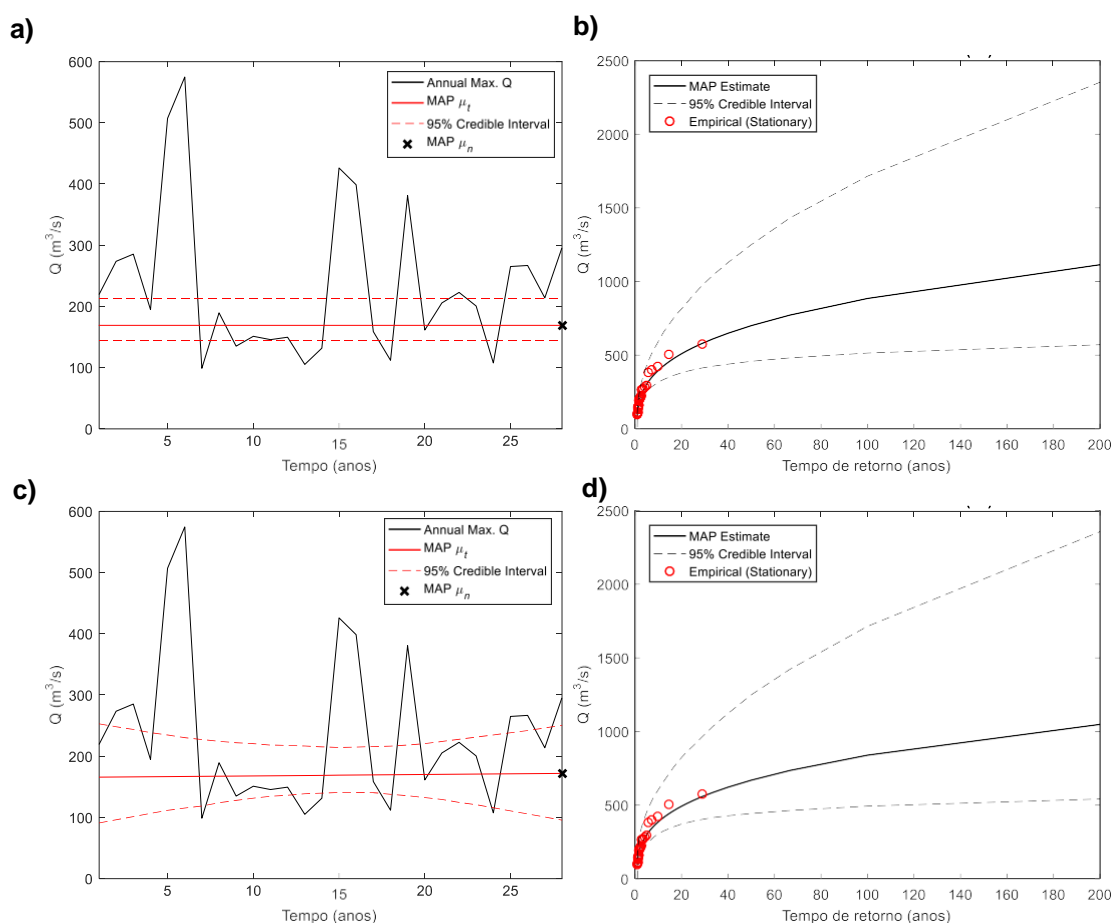 a)
600
500
400
300
200
100
0
Q (m³/s)
5
10
15
20
25
Tempo (anos)
Annual Max. Q
MAP μt
95% Credible Interval
MAP μn
b)
2500
2000
1500
1000
500
0
Q (m³/s)
0 20 40 60 80 100 120 140 160 180 200
Tempo de retorno (anos)
MAP Estimate
95% Credible Interval
Empirical (Stationary)
c)
600
500
400
300
200
100
0
Q (m³/s)
5
10
15
20
25
Tempo (anos)
Annual Max. Q
MAP μt
95% Credible Interval
MAP μn
d)
2500
2000
1500
1000
500
0
Q (m³/s)
0 20 40 60 80 100 120 140 160 180 200
Tempo de retorno (anos)
MAP Estimate
95% Credible Interval
Empirical (Stationary)